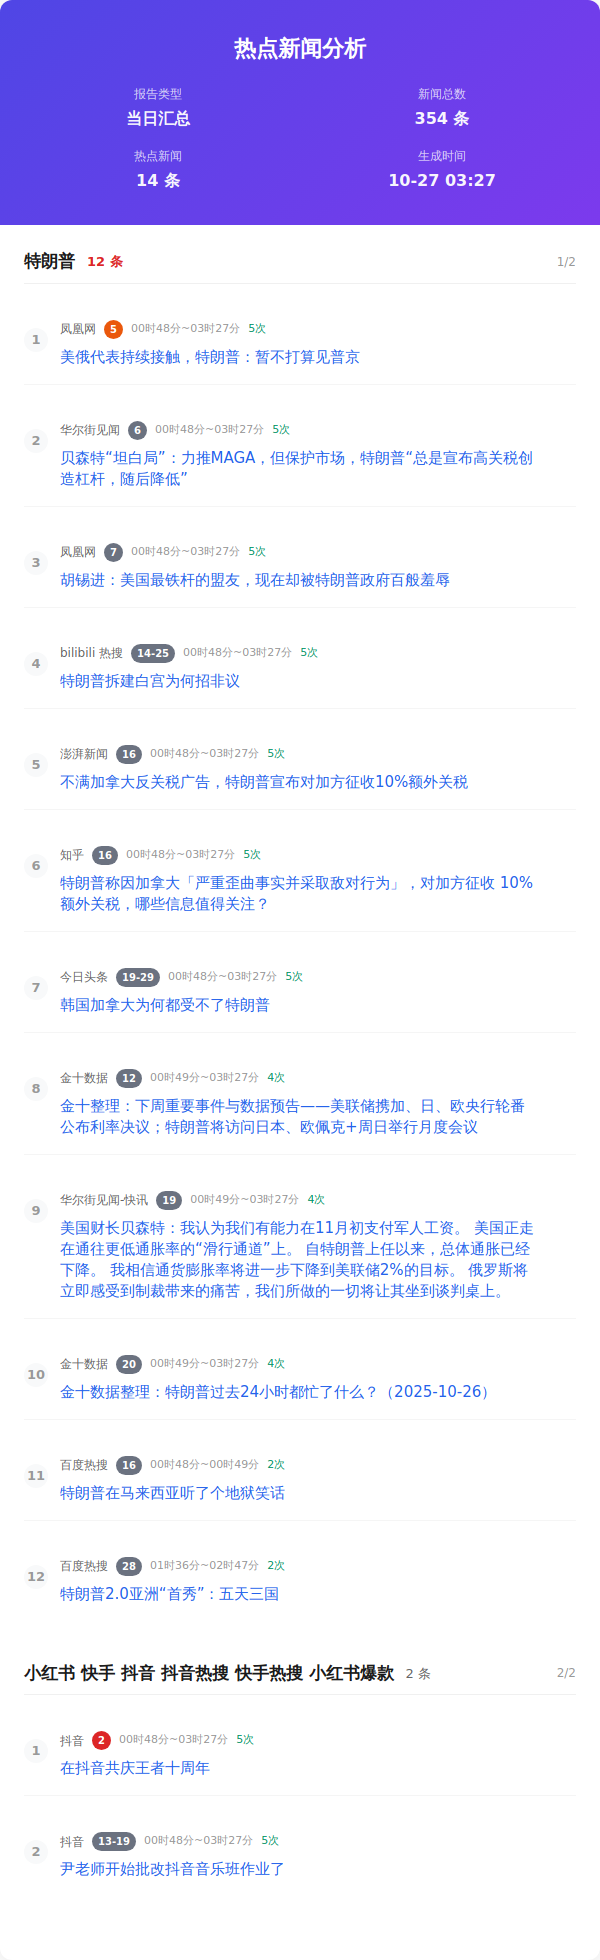 热点新闻分析
报告类型
当日汇总
新闻总数
354 条
热点新闻
14 条
生成时间
10-27 03:27
特朗普 12 条 1/2
1
凤凰网 5 00时48分~03时27分 5次
美俄代表持续接触，特朗普：暂不打算见普京
2
华尔街见闻 6 00时48分~03时27分 5次
贝森特“坦白局”：力推MAGA，但保护市场，特朗普“总是宣布高关税创
造杠杆，随后降低”
3
凤凰网 7 00时48分~03时27分 5次
胡锡进：美国最铁杆的盟友，现在却被特朗普政府百般羞辱
4
bilibili 热搜 14-25 00时48分~03时27分 5次
特朗普拆建白宫为何招非议
5
澎湃新闻 16 00时48分~03时27分 5次
不满加拿大反关税广告，特朗普宣布对加方征收10%额外关税
6
知乎 16 00时48分~03时27分 5次
特朗普称因加拿大「严重歪曲事实并采取敌对行为」，对加方征收 10%
额外关税，哪些信息值得关注？
7
今日头条 19-29 00时48分~03时27分 5次
韩国加拿大为何都受不了特朗普
8
金十数据 12 00时49分~03时27分 4次
金十整理：下周重要事件与数据预告——美联储携加、日、欧央行轮番
公布利率决议；特朗普将访问日本、欧佩克+周日举行月度会议
9
华尔街见闻-快讯 19 00时49分~03时27分 4次
美国财长贝森特：我认为我们有能力在11月初支付军人工资。 美国正走
在通往更低通胀率的“滑行通道”上。 自特朗普上任以来，总体通胀已经
下降。 我相信通货膨胀率将进一步下降到美联储2%的目标。 俄罗斯将
立即感受到制裁带来的痛苦，我们所做的一切将让其坐到谈判桌上。
10
金十数据 20 00时49分~03时27分 4次
金十数据整理：特朗普过去24小时都忙了什么？（2025-10-26）
11
百度热搜 16 00时48分~00时49分 2次
特朗普在马来西亚听了个地狱笑话
12
百度热搜 28 01时36分~02时47分 2次
特朗普2.0亚洲“首秀”：五天三国
小红书 快手 抖音 抖音热搜 快手热搜 小红书爆款 2 条 2/2
1
抖音 2 00时48分~03时27分 5次
在抖音共庆王者十周年
2
抖音 13-19 00时48分~03时27分 5次
尹老师开始批改抖音音乐班作业了